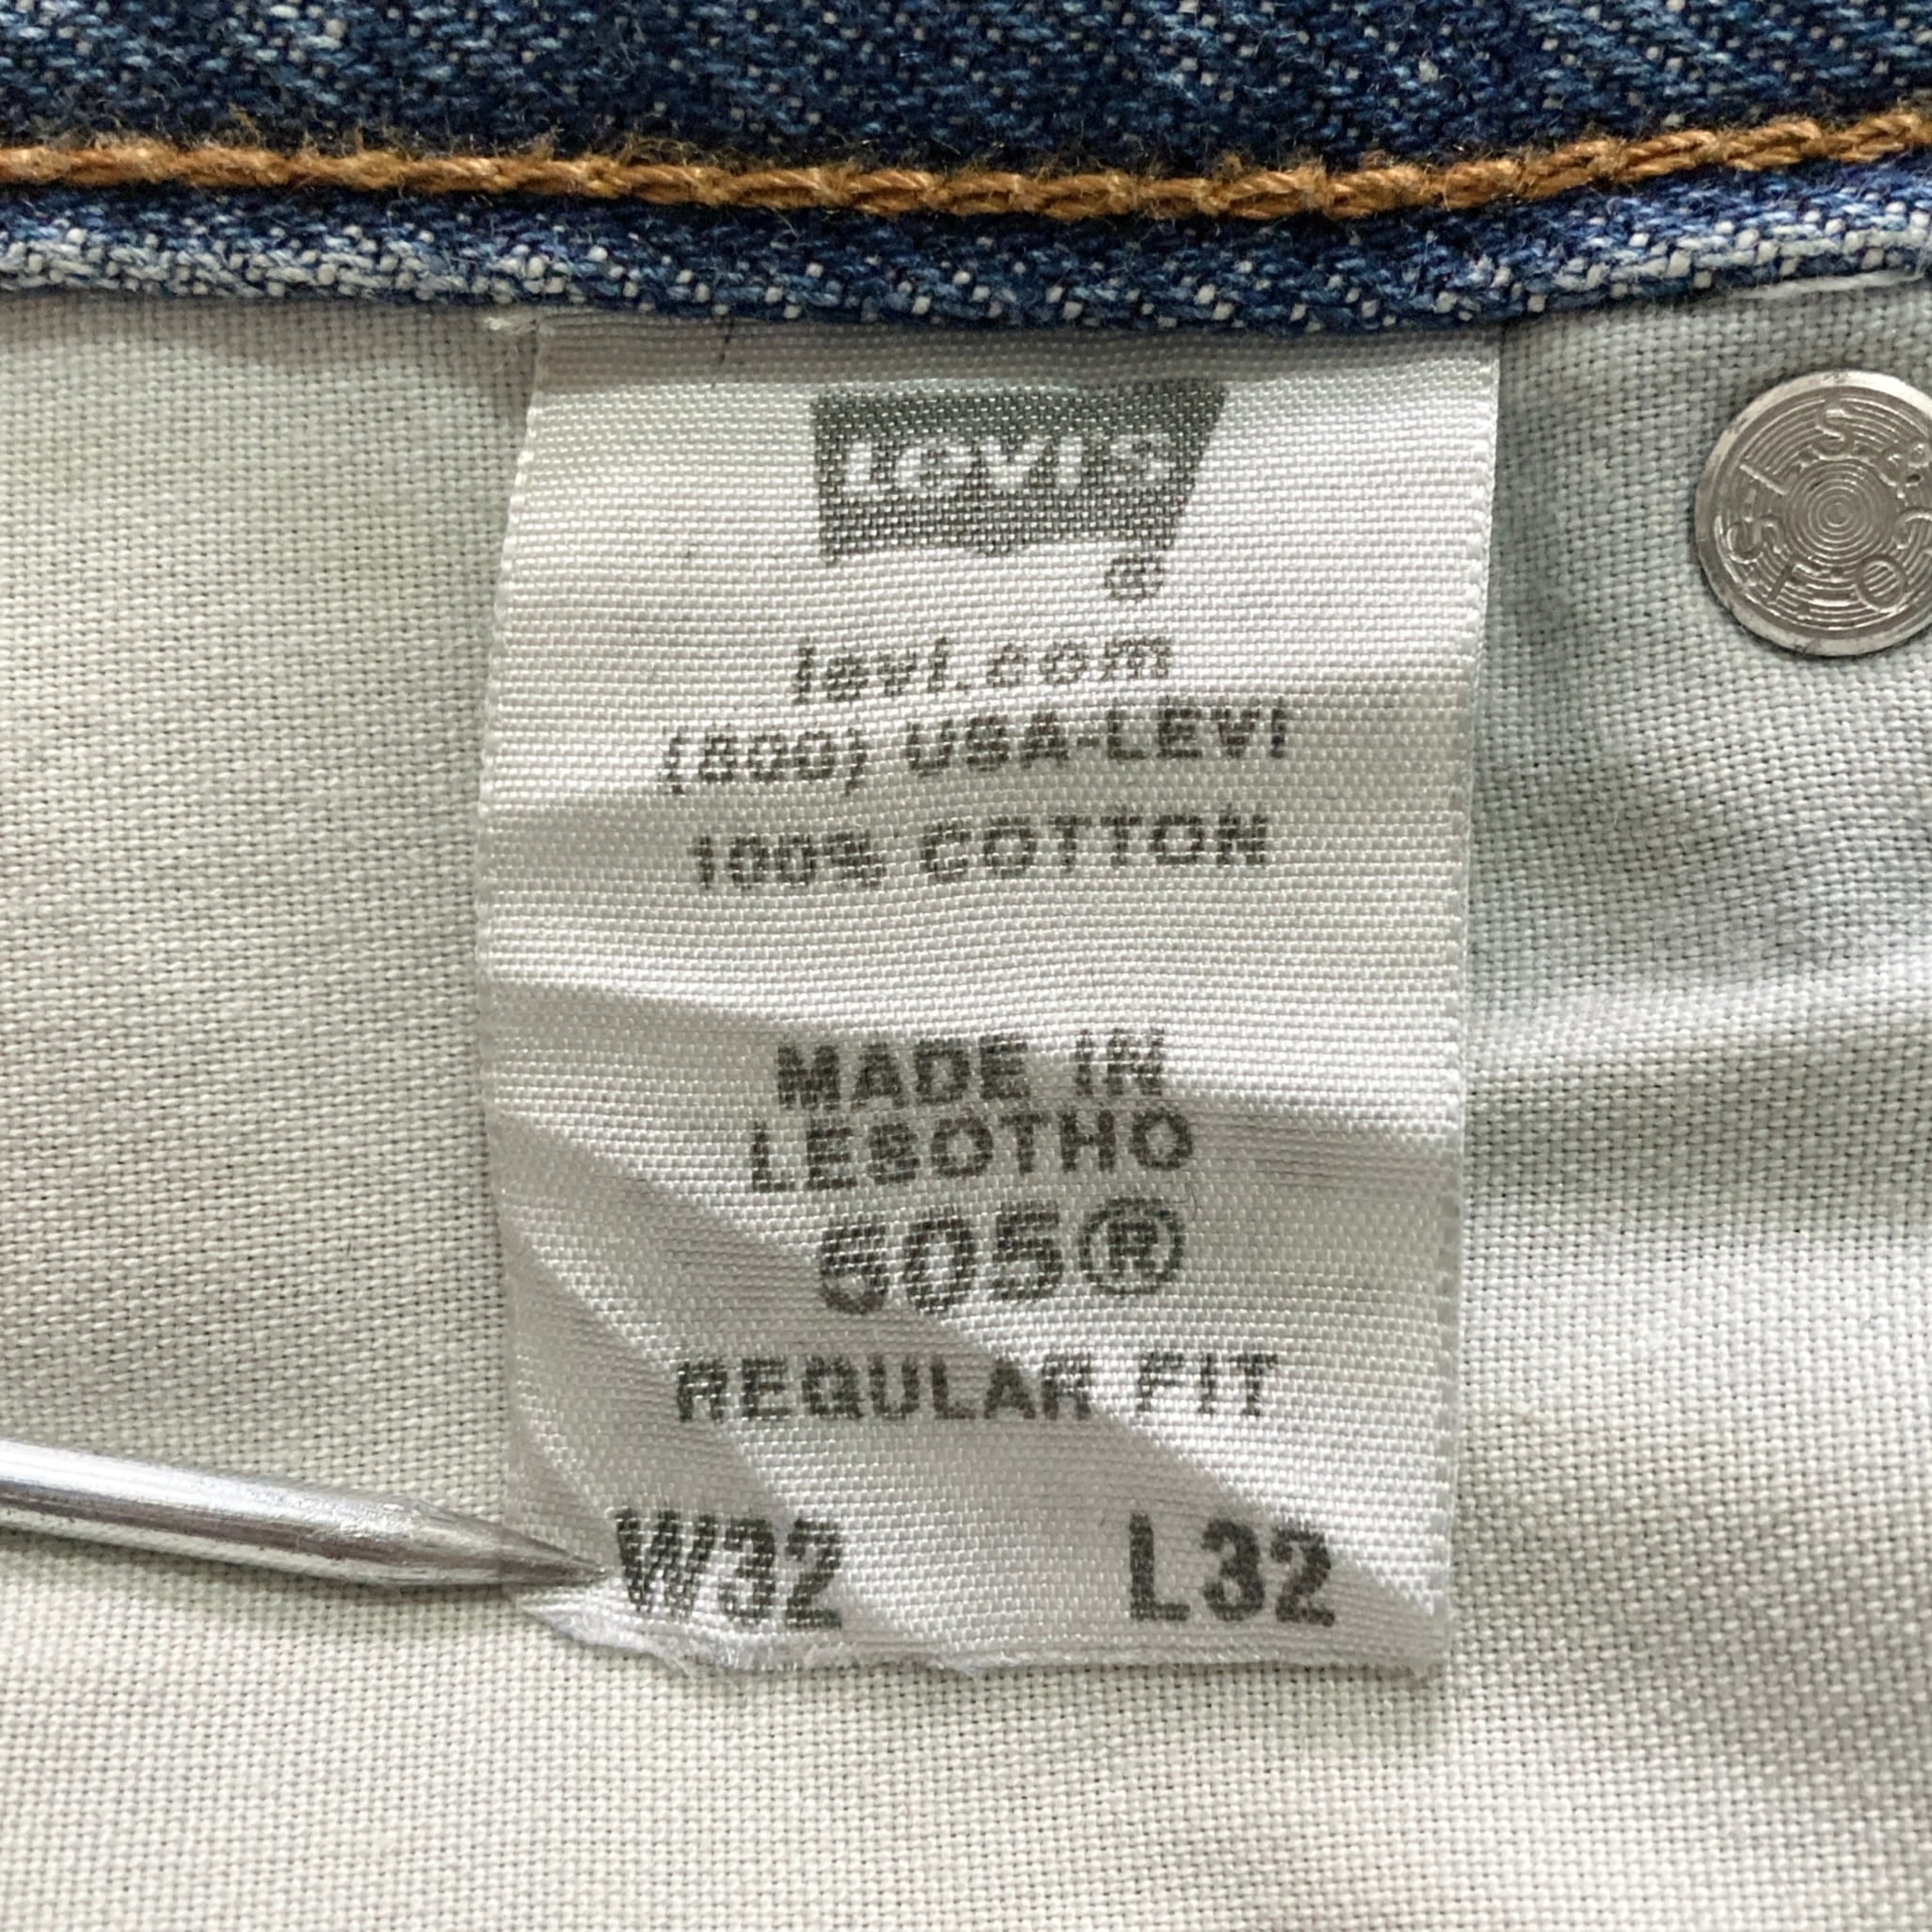 Levi's
®
levi.com
(800) USA-LEVI
100% COTTON
MADE IN
LESOTHO
505®
REGULAR FIT
W32 L32